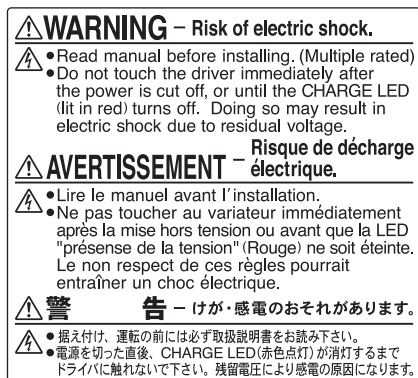 WARNING – Risk of electric shock.
●Read manual before installing. (Multiple rated)
●Do not touch the driver immediately after
the power is cut off, or until the CHARGE LED
(lit in red) turns off. Doing so may result in
electric shock due to residual voltage.
AVERTISSEMENT – Risque de décharge
électrique.
●Lire le manuel avant l'installation.
●Ne pas toucher au variateur immédiatement
après la mise hors tension ou avant que la LED
"présense de la tension" (Rouge) ne soit éteinte.
Le non respect de ces règles pourrait
entraîner un choc électrique.
警 告 – けが・感電のおそれがあります。
● 据え付け、運転の前には必ず取扱説明書をお読み下さい。
●電源を切った直後、CHARGE LED(赤色点灯)が消灯するまで
ドライバに触れないで下さい。残留電圧により感電の原因になります。